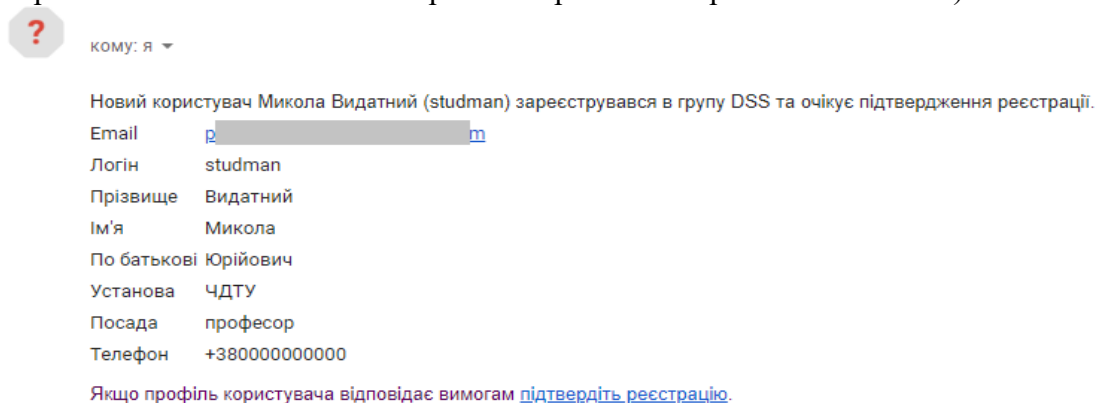 ?
кому: я
Новий користувач Микола Видатний (studman) зареєструвався в групу DSS та очікує підтвердження реєстрації.
Email p m
Логін studman
Прізвище Видатний
Ім'я Микола
По батькові Юрійович
Установа ЧДТУ
Посада професор
Телефон +380000000000
Якщо профіль користувача відповідає вимогам підтвердіть реєстрацію.